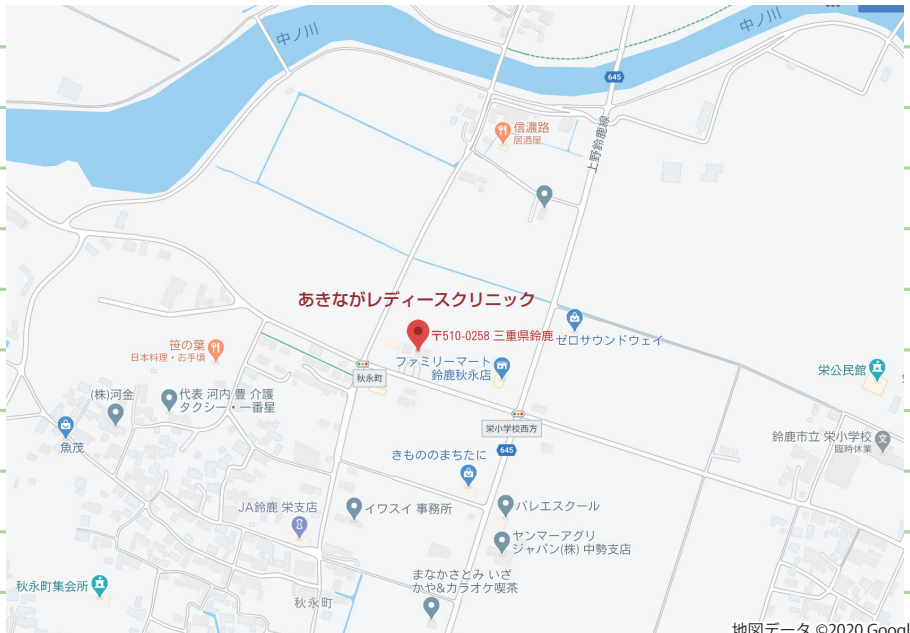 中ノ川
中ノ川
645
信濃路
居酒屋
上野鈴鹿線
あきながレディースクリニック
〒510-0258 三重県鈴鹿
ゼロサウンドウェイ
笹の葉
日本料理・お手頃
ファミリーマート
鈴鹿秋永店
秋永町
栄公民館
(株)河金
代表 河内 豊 介護
タクシー・一番星
栄小学校西方
魚茂
鈴鹿市立 栄小学校
臨時休業
645
きもののまちたに
JA鈴鹿 栄支店
イワスイ 事務所
バレエスクール
ヤンマーアグリ
ジャパン(株) 中勢支店
まなかさとみ いざ
かや&カラオケ喫茶
秋永町集会所
秋永町
地図データ ©2020 Googl